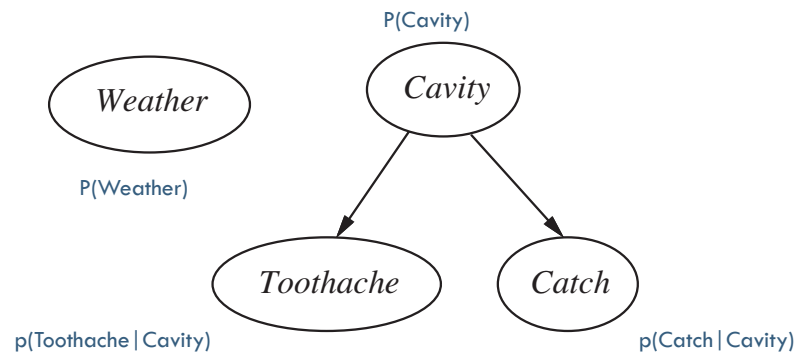 P(Cavity)
Weather
Cavity
P(Weather)
Toothache
Catch
p(Toothache|Cavity)
p(Catch|Cavity)